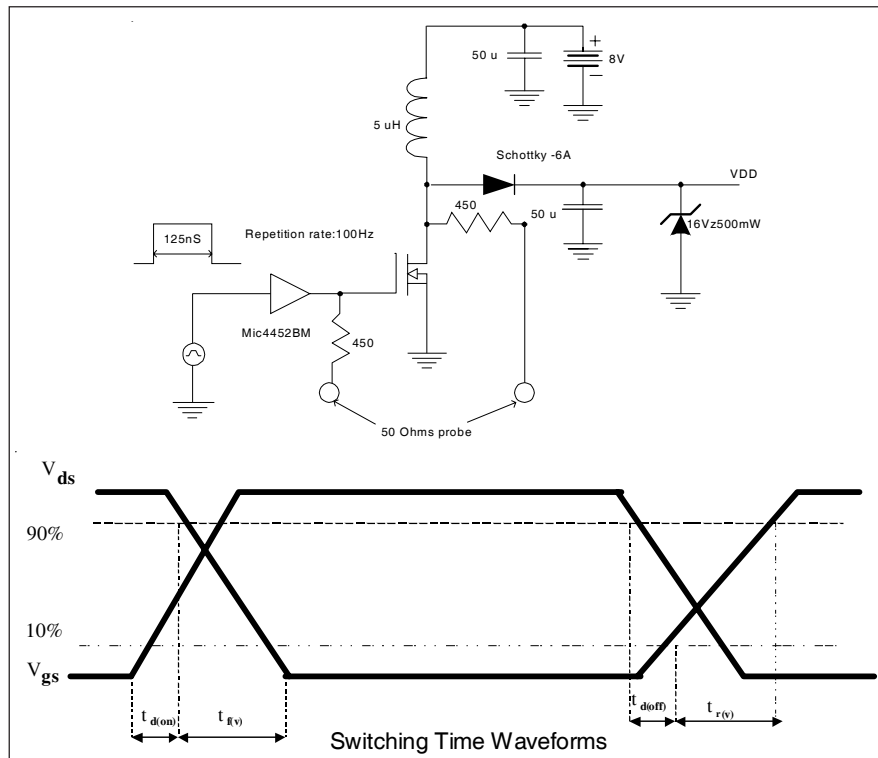 50 u
+
8V
−
5 uH
Schottky -6A
VDD
450
50 u
16Vz500mW
125nS
Repetition rate:100Hz
Mic4452BM
450
50 Ohms probe
Vds
90%
10%
Vgs
t d(on)
t f(v)
t d(off)
t r(v)
Switching Time Waveforms